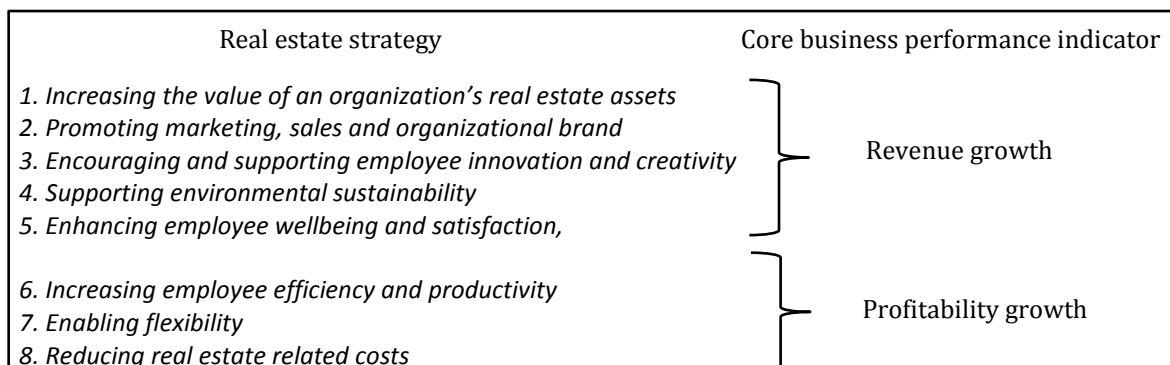 Real estate strategy Core business performance indicator
1. Increasing the value of an organization’s real estate assets
2. Promoting marketing, sales and organizational brand
3. Encouraging and supporting employee innovation and creativity
Revenue growth
4. Supporting environmental sustainability
5. Enhancing employee wellbeing and satisfaction,
6. Increasing employee efficiency and productivity
7. Enabling flexibility
Profitability growth
8. Reducing real estate related costs